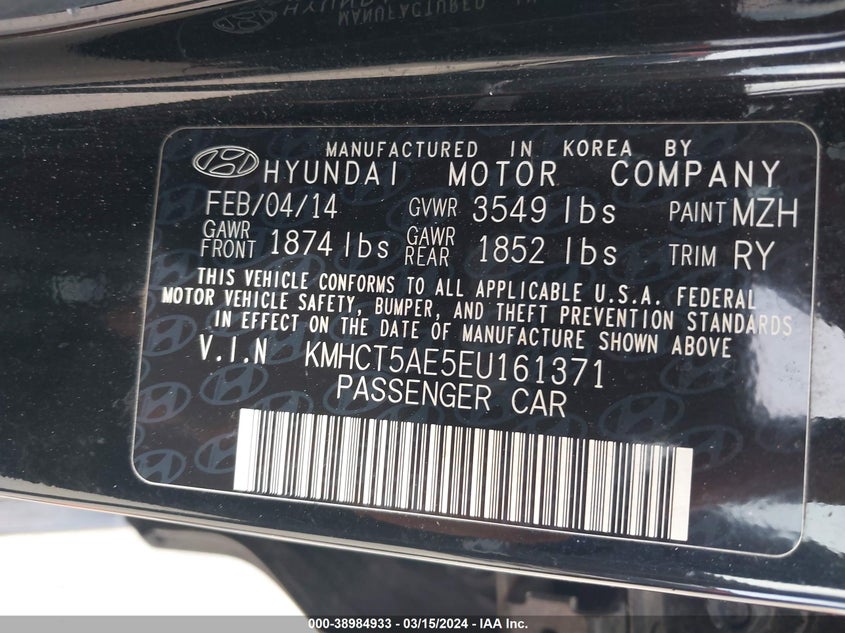 MANUFACTURED IN KOREA BY
HYUNDAI MOTOR COMPANY
FEB/04/14 GVWR 3549 lbs PAINT MZH
GAWR FRONT 1874 lbs GAWR REAR 1852 lbs TRIM RY
THIS VEHICLE CONFORMS TO ALL APPLICABLE U.S.A. FEDERAL
MOTOR VEHICLE SAFETY, BUMPER, AND THEFT PREVENTION STANDARDS
IN EFFECT ON THE DATE OF MANUFACTURE SHOWN ABOVE
V.I.N KMHCT5AE5EU161371
PASSENGER CAR
000-38984933 - 03/15/2024 - IAA Inc.